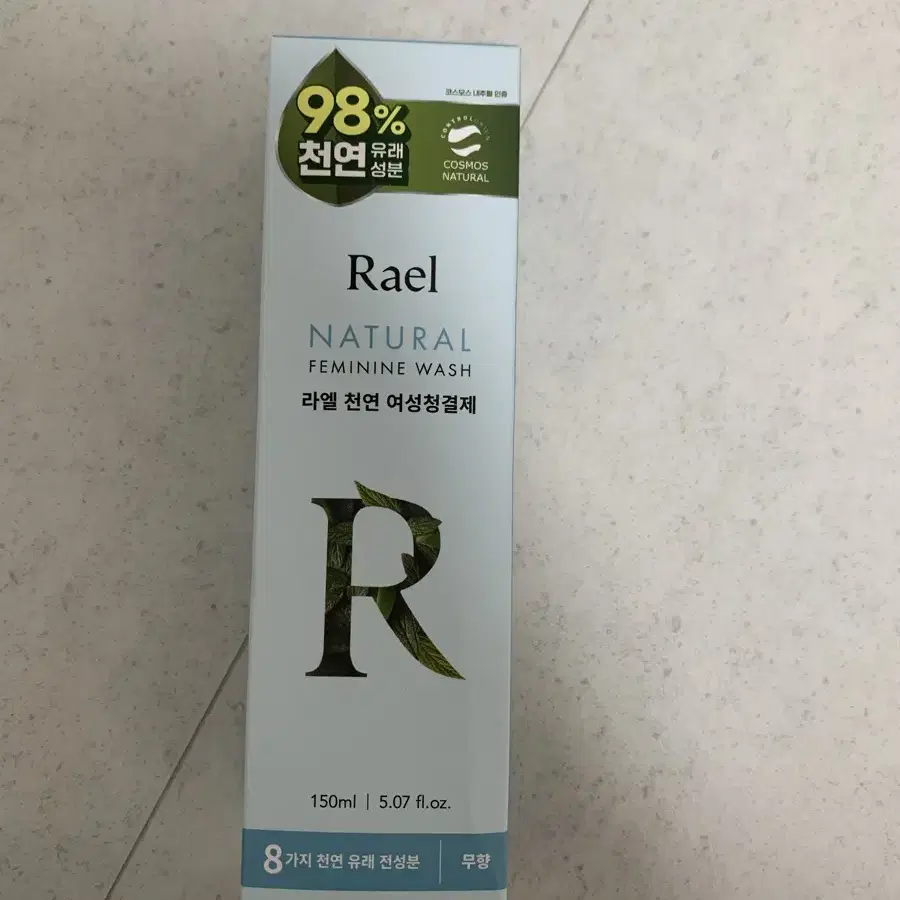 코스모스 내추럴 인증
98%
천연 유래 성분
CONTROL UNION
COSMOS
NATURAL
Rael
NATURAL
FEMININE WASH
라엘 천연 여성청결제
R
150ml | 5.07 fl.oz.
8가지 천연 유래 전성분 | 무향